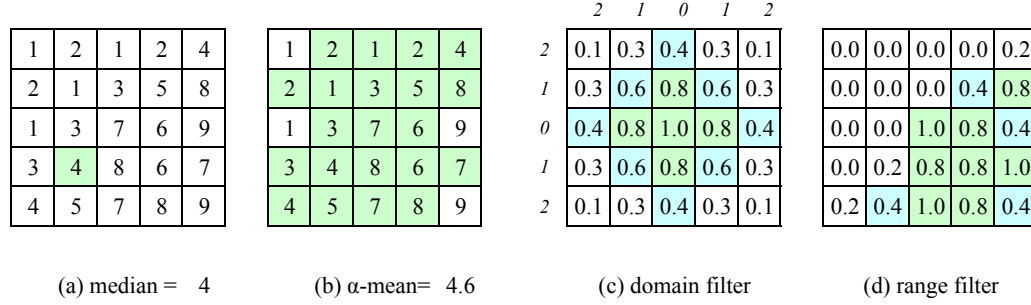 2 1 0 1 2
1 2 1 2 4 1 2 1 2 4 2 0.1 0.3 0.4 0.3 0.1 0.0 0.0 0.0 0.0 0.2
2 1 3 5 8 2 1 3 5 8 1 0.3 0.6 0.8 0.6 0.3 0.0 0.0 0.0 0.4 0.8
1 3 7 6 9 1 3 7 6 9 0 0.4 0.8 1.0 0.8 0.4 0.0 0.0 1.0 0.8 0.4
3 4 8 6 7 3 4 8 6 7 1 0.3 0.6 0.8 0.6 0.3 0.0 0.2 0.8 0.8 1.0
4 5 7 8 9 4 5 7 8 9 2 0.1 0.3 0.4 0.3 0.1 0.2 0.4 1.0 0.8 0.4
(a) median = 4 (b) α-mean= 4.6 (c) domain filter (d) range filter